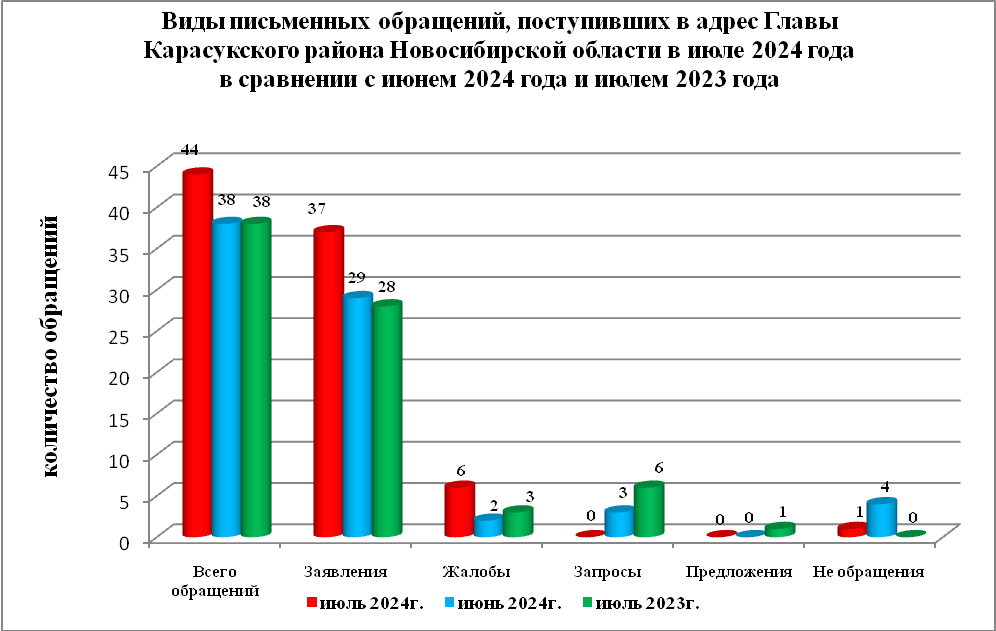 Виды письменных обращений, поступивших в адрес Главы
Карасукского района Новосибирской области в июле 2024 года
в сравнении с июнем 2024 года и июлем 2023 года
количество обращений
45
40
35
30
25
20
15
10
5
0
44
38
38
37
29
28
6
2
3
0
3
6
0
0
1
1
4
0
Всего обращений
Заявления
Жалобы
Запросы
Предложения
Не обращения
июль 2024г.
июнь 2024г.
июль 2023г.